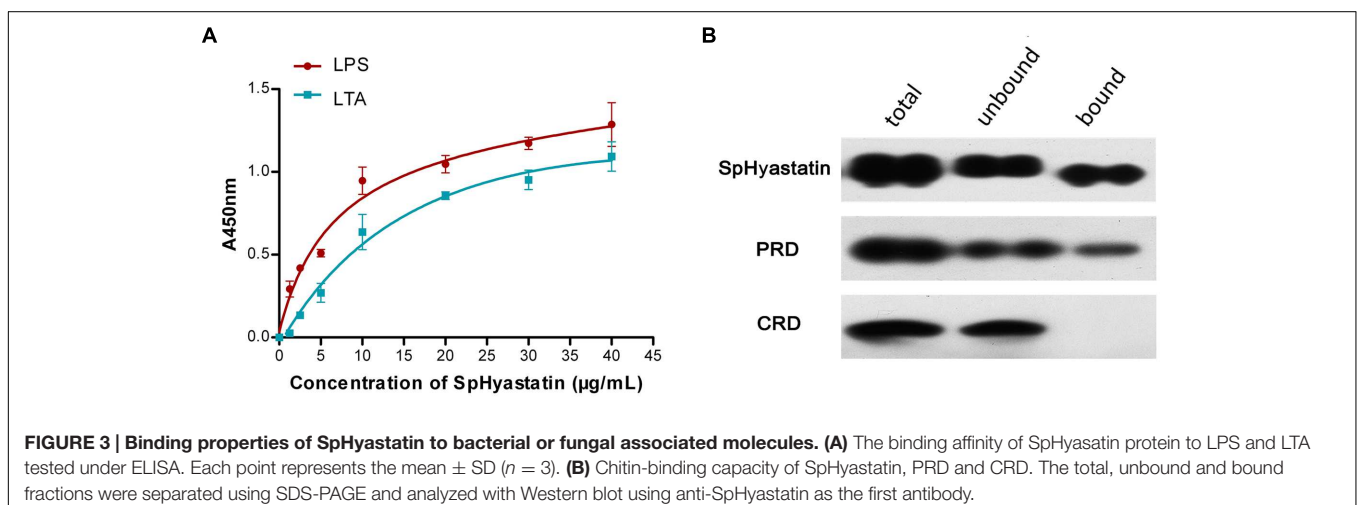 A
LPS
LTA
1.5
1.0
0.5
0.0
A450nm
0 5 10 15 20 25 30 35 40 45
Concentration of SpHyastatin (µg/mL)
B
total unbound bound
SpHyastatin
PRD
CRD
FIGURE 3 | Binding properties of SpHyastatin to bacterial or fungal associated molecules. (A) The binding affinity of SpHyasatin protein to LPS and LTA
tested under ELISA. Each point represents the mean ± SD (n = 3). (B) Chitin-binding capacity of SpHyastatin, PRD and CRD. The total, unbound and bound
fractions were separated using SDS-PAGE and analyzed with Western blot using anti-SpHyastatin as the first antibody.